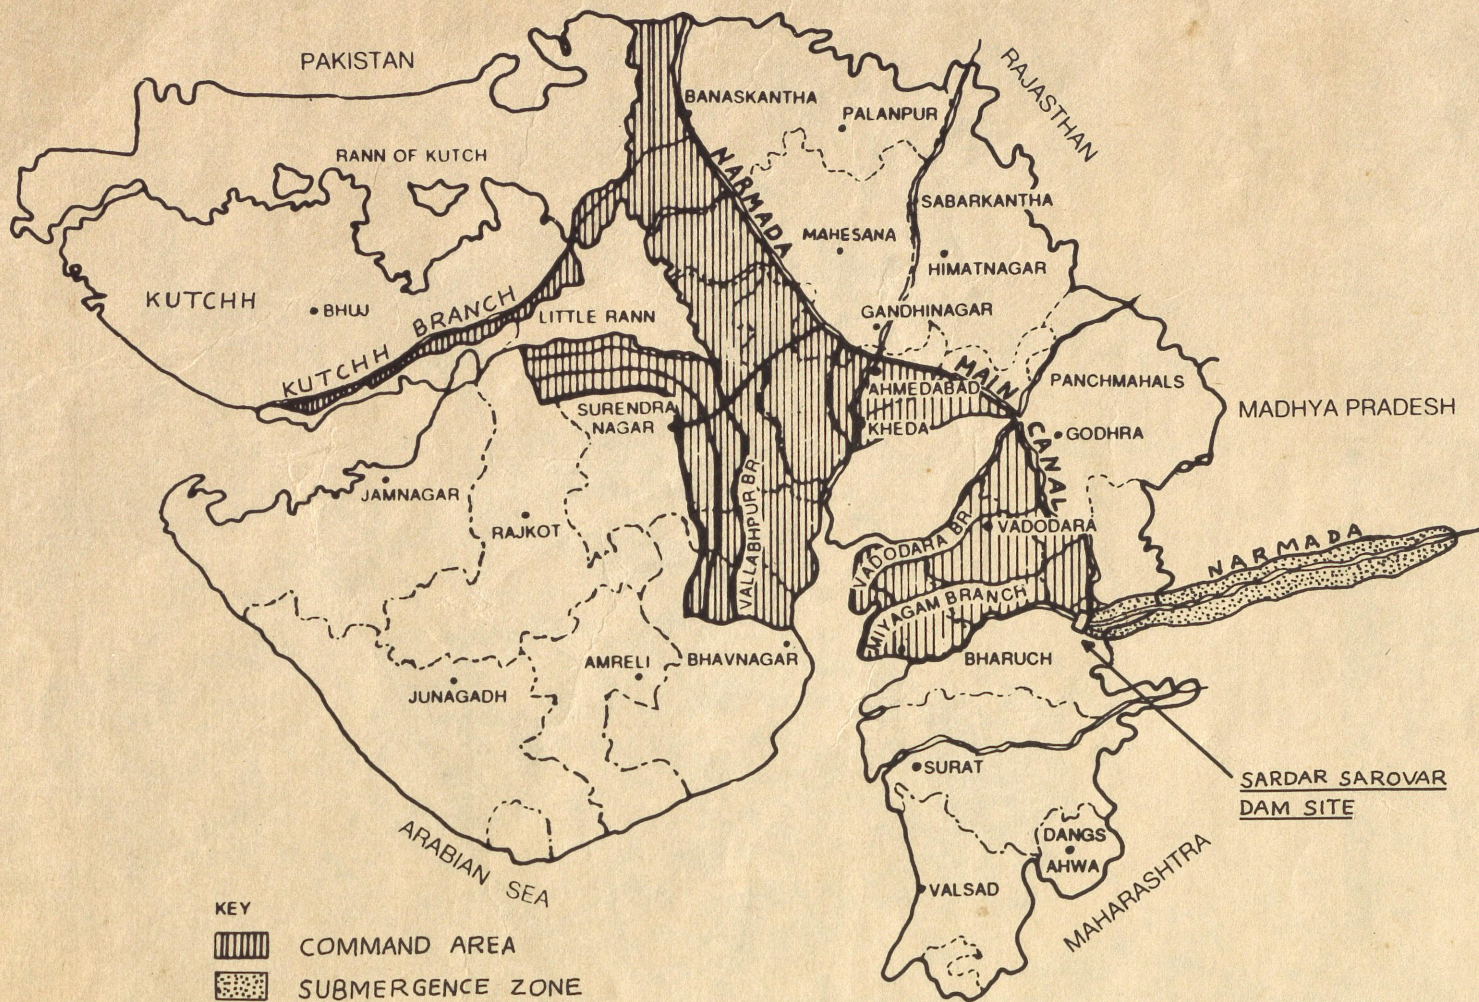 PAKISTAN
RAJASTHAN
BANASKANTHA
PALANPUR
RANN OF KUTCH
NARMADA
SABARKANTHA
MAHESANA
HIMATNAGAR
KUTCHH
BHUJ
KUTCHH BRANCH
LITTLE RANN
GANDHINAGAR
MAIN CANAL
AHMEDABAD
PANCHMAHALS
MADHYA PRADESH
SURENDRA
NAGAR
KHEDA
GODHRA
JAMNAGAR
RAJKOT
VALLABHPUR BR
VADODARA BR
VADODARA
NARMADA
MIYAGAM BRANCH
AMRELI
BHAVNAGAR
BHARUCH
JUNAGADH
SURAT
SARDAR SAROVAR
DAM SITE
DANGS
AHWA
ARABIAN SEA
VALSAD
MAHARASHTRA
KEY
COMMAND AREA
SUBMERGENCE ZONE